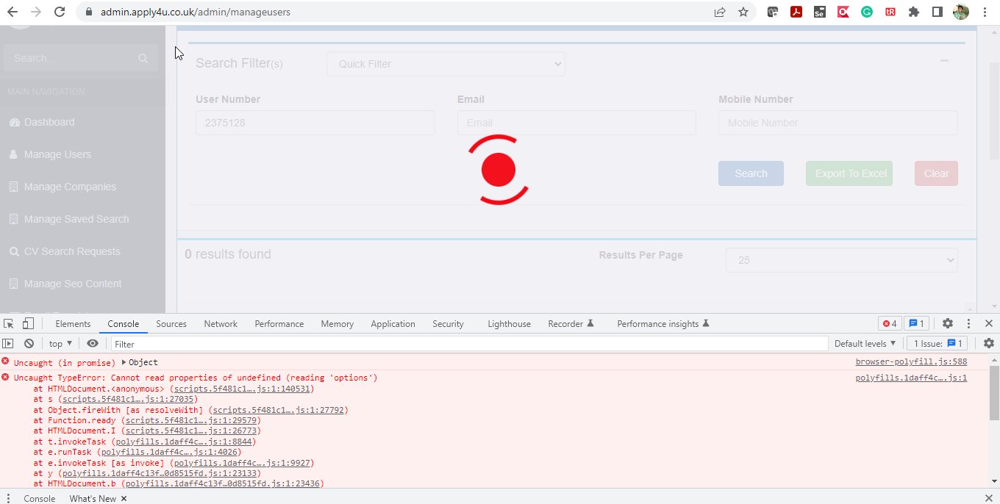 admin.apply4u.co.uk/admin/manageusers
Search...
MAIN NAVIGATION
Dashboard
Manage Users
Manage Companies
Manage Saved Search
CV Search Requests
Manage Seo Content
Search Filter(s)
Quick Filter
User Number
Email
Mobile Number
2375128
Email
Mobile Number
Search
Export To Excel
Clear
0 results found
Results Per Page
25
Elements
Console
Sources
Network
Performance
Memory
Application
Security
Lighthouse
Recorder
Performance insights
4
1
top
Filter
Default levels
1 Issue:
1
Uncaught (in promise) Object
browser-polyfill.js:588
Uncaught TypeError: Cannot read properties of undefined (reading 'options')
polyfills.1daff4c….js:1
at HTMLDocument.<anonymous> (scripts.5f481c1….js:1:140531)
at s (scripts.5f481c1….js:1:27035)
at Object.fireWith [as resolveWith] (scripts.5f481c1….js:1:27792)
at Function.ready (scripts.5f481c1….js:1:29579)
at HTMLDocument.I (scripts.5f481c1….js:1:26773)
at t.invokeTask (polyfills.1daff4c….js:1:8844)
at e.runTask (polyfills.1daff4c….js:1:4026)
at e.invokeTask [as invoke] (polyfills.1daff4c….js:1:9927)
at y (polyfills.1daff4c13f…0d8515fd.js:1:23133)
at HTMLDocument.b (polyfills.1daff4c13f…0d8515fd.js:1:23436)
Console
What's New